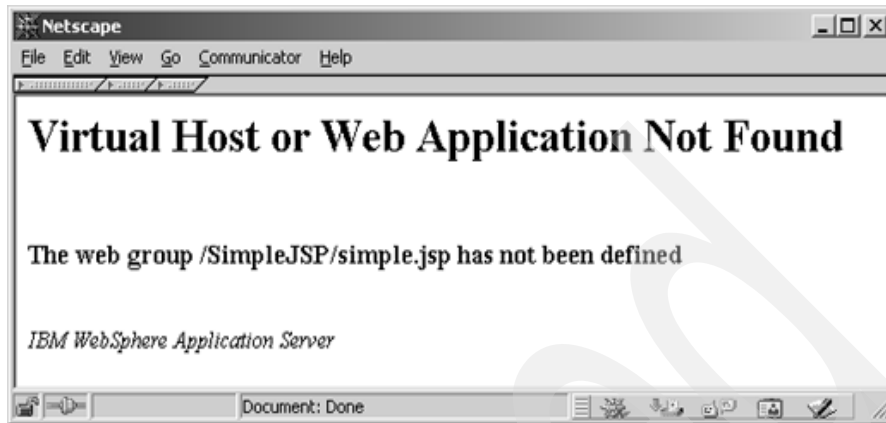 Netscape
File Edit View Go Communicator Help
Virtual Host or Web Application Not Found
The web group /SimpleJSP/simple.jsp has not been defined
IBM WebSphere Application Server
Document: Done